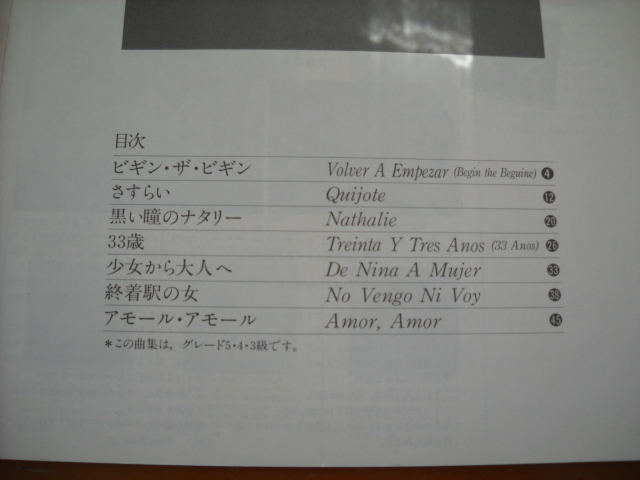 目次
ビギン・ザ・ビギン Volver A Empezar (Begin the Beguine) 4
さすらい Quijote 12
黒い瞳のナタリー Nathalie 20
33歳 Treinta Y Tres Anos (33 Anos) 26
少女から大人へ De Nina A Mujer 33
終着駅の女 No Vengo Ni Voy 38
アモール・アモール Amor, Amor 45
*この曲集は、グレード5・4・3級です。